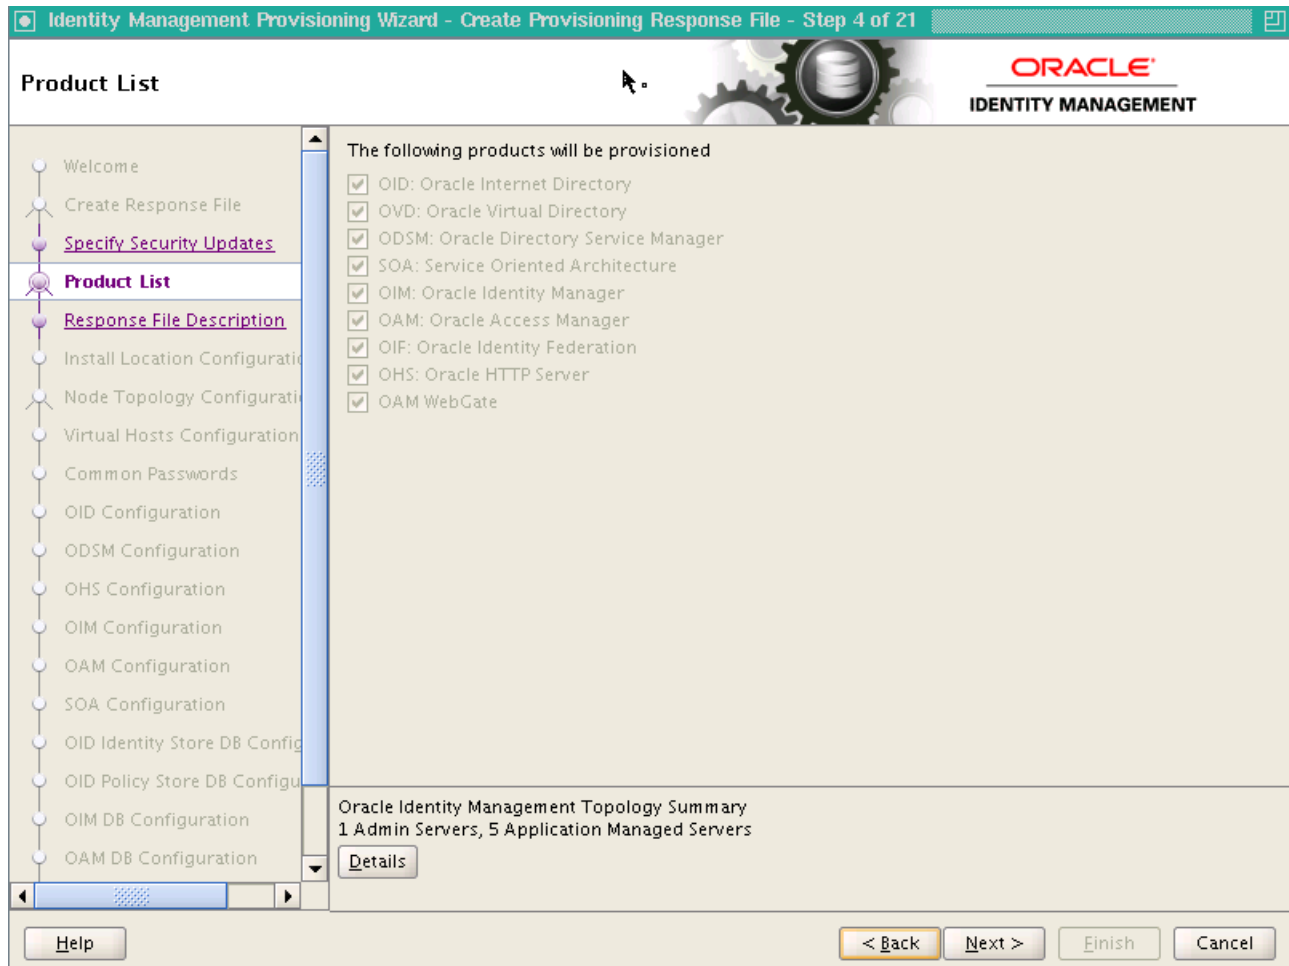 Identity Management Provisioning Wizard - Create Provisioning Response File - Step 4 of 21
Product List
ORACLE
IDENTITY MANAGEMENT
Welcome
Create Response File
Specify Security Updates
Product List
Response File Description
Install Location Configuratio
Node Topology Configurati
Virtual Hosts Configuration
Common Passwords
OID Configuration
ODSM Configuration
OHS Configuration
OIM Configuration
OAM Configuration
SOA Configuration
OID Identity Store DB Config
OID Policy Store DB Configu
OIM DB Configuration
OAM DB Configuration
The following products will be provisioned
OID: Oracle Internet Directory
OVD: Oracle Virtual Directory
ODSM: Oracle Directory Service Manager
SOA: Service Oriented Architecture
OIM: Oracle Identity Manager
OAM: Oracle Access Manager
OIF: Oracle Identity Federation
OHS: Oracle HTTP Server
OAM WebGate
Oracle Identity Management Topology Summary
1 Admin Servers, 5 Application Managed Servers
Details
Help
< Back
Next >
Finish
Cancel